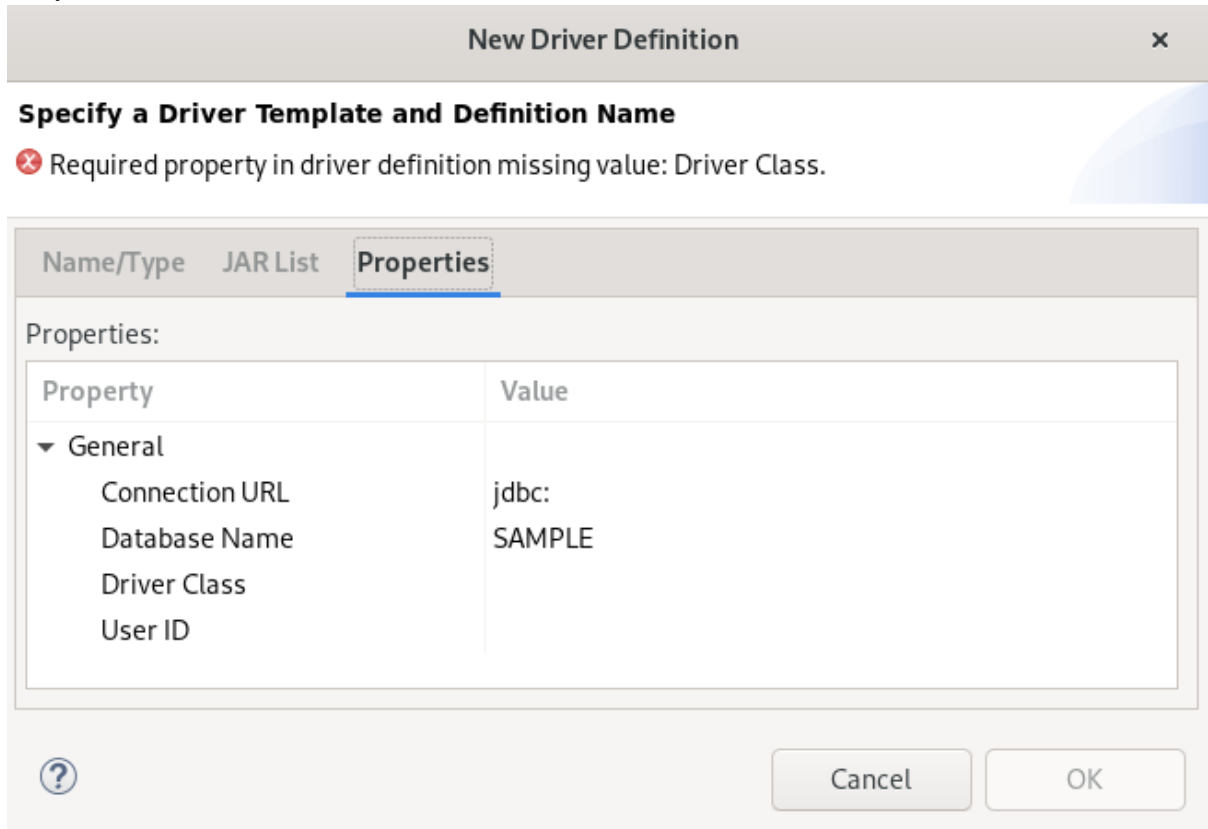 New Driver Definition
Specify a Driver Template and Definition Name
Required property in driver definition missing value: Driver Class.
Name/Type JAR List Properties
Properties:
Property Value
General
Connection URL jdbc:
Database Name SAMPLE
Driver Class
User ID
Cancel OK